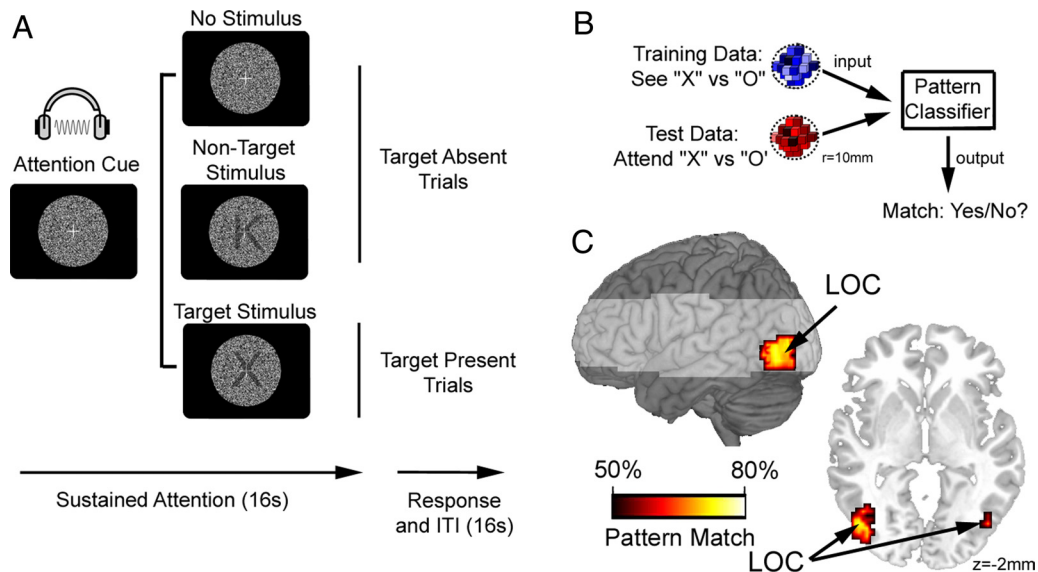 A
No Stimulus
Attention Cue
Non-Target
Stimulus
K
Target Stimulus
X
Target Absent
Trials
Target Present
Trials
Sustained Attention (16s)
Response
and ITI (16s)
B
Training Data:
See "X" vs "O"
input
Test Data:
Attend "X" vs "O'
r=10mm
Pattern
Classifier
output
Match: Yes/No?
C
LOC
50% 80%
Pattern Match
LOC
z=-2mm